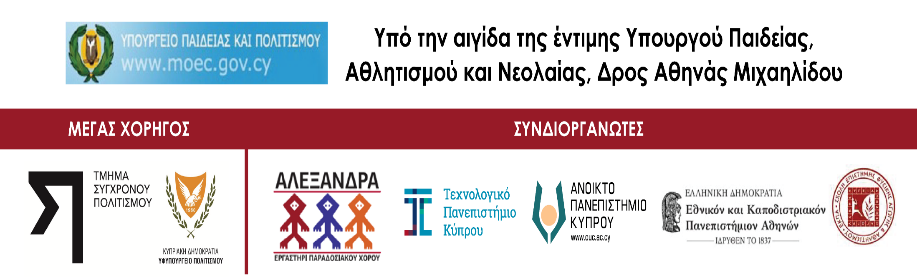 ΥΠΟΥΡΓΕΙΟ ΠΑΙΔΕΙΑΣ ΚΑΙ ΠΟΛΙΤΙΣΜΟΥ
www.moec.gov.cy
Υπό την αιγίδα της έντιμης Υπουργού Παιδείας,
Αθλητισμού και Νεολαίας, Δρος Αθηνάς Μιχαηλίδου
ΜΕΓΑΣ ΧΟΡΗΓΟΣ
ΣΥΝΔΙΟΡΓΑΝΩΤΕΣ
ΤΜΗΜΑ
ΣΥΓΧΡΟΝΟΥ
ΠΟΛΙΤΙΣΜΟΥ
ΚΥΠΡΙΑΚΗ ΔΗΜΟΚΡΑΤΙΑ
ΥΦΥΠΟΥΡΓΕΙΟ ΠΟΛΙΤΙΣΜΟΥ
ΑΛΕΞΑΝΔΡΑ
ΕΡΓΑΣΤΗΡΙ ΠΑΡΑΔΟΣΙΑΚΟΥ ΧΟΡΟΥ
Τεχνολογικό
Πανεπιστήμιο
Κύπρου
ΑΝΟΙΚΤΟ
ΠΑΝΕΠΙΣΤΗΜΙΟ
ΚΥΠΡΟΥ
www.ouc.ac.cy
ΕΛΛΗΝΙΚΗ ΔΗΜΟΚΡΑΤΙΑ
Εθνικόν και Καποδιστριακόν
Πανεπιστήμιον Αθηνών
ΙΔΡΥΘΕΝ ΤΟ 1837